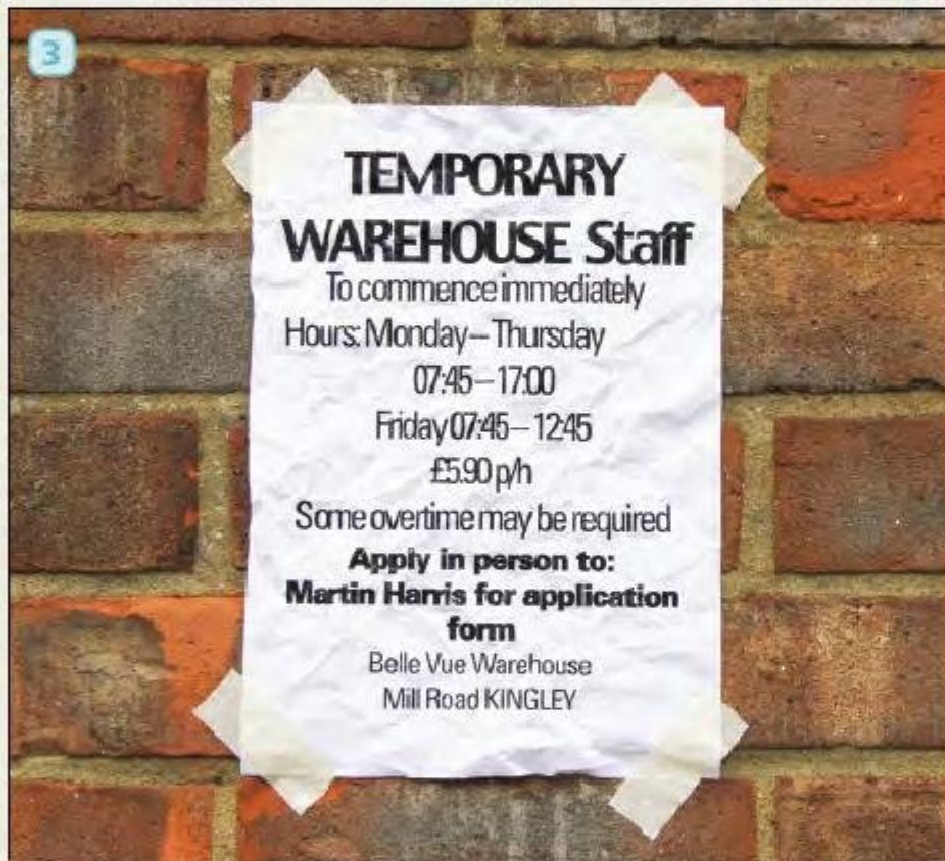 3
TEMPORARY
WAREHOUSE Staff
To commence immediately
Hours: Monday – Thursday
07:45 – 17:00
Friday 07:45 – 12:45
£5.90 p/h
Some overtime may be required
Apply in person to:
Martin Harris for application
form
Belle Vue Warehouse
Mill Road KINGLEY